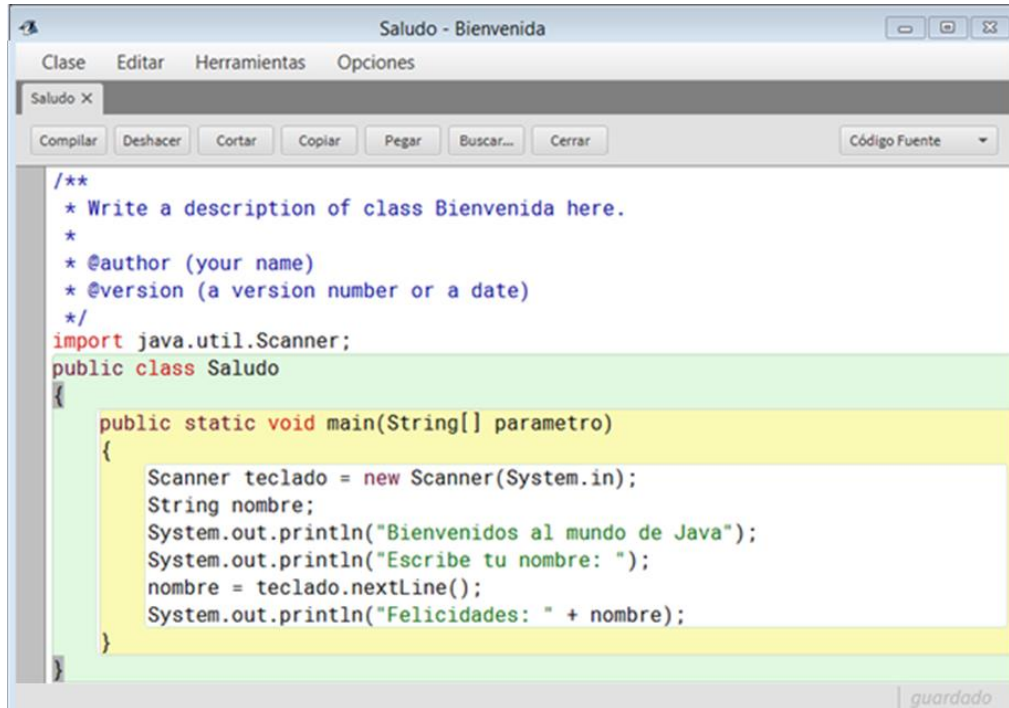 Saludo - Bienvenida
Clase Editar Herramientas Opciones
Saludo X
Compilar Deshacer Cortar Copiar Pegar Buscar... Cerrar Código Fuente
/**
 * Write a description of class Bienvenida here.
 *
 * @author (your name)
 * @version (a version number or a date)
 */
import java.util.Scanner;
public class Saludo
{
    public static void main(String[] parametro)
    {
        Scanner teclado = new Scanner(System.in);
        String nombre;
        System.out.println("Bienvenidos al mundo de Java");
        System.out.println("Escribe tu nombre: ");
        nombre = teclado.nextLine();
        System.out.println("Felicidades: " + nombre);
    }
}
guardado